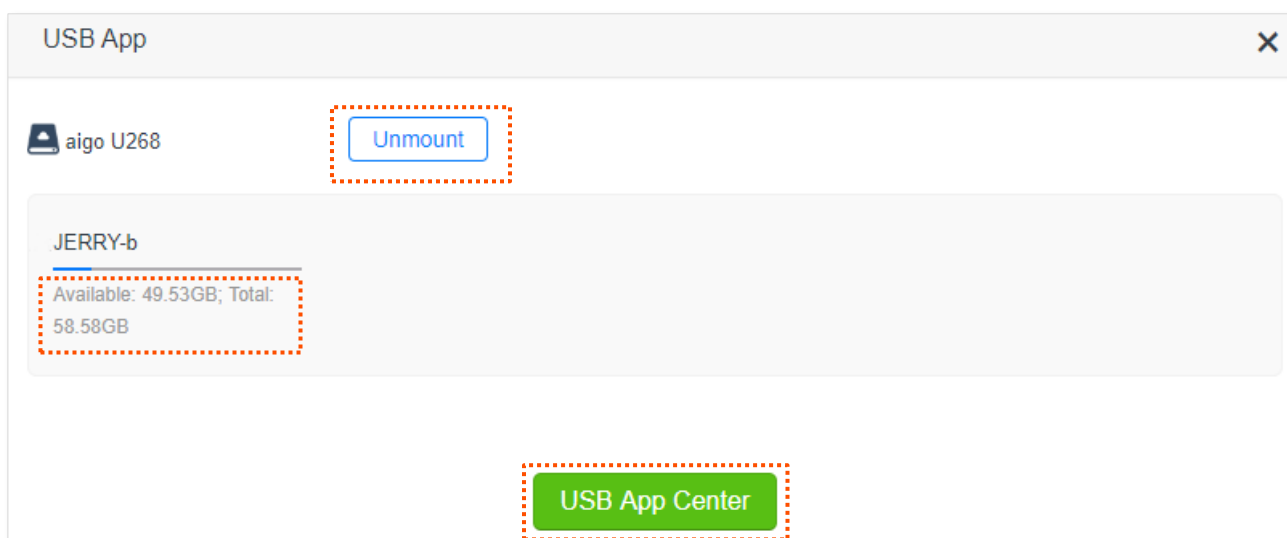 USB App
aigo U268
Unmount
JERRY-b
Available: 49.53GB; Total:
58.58GB
USB App Center